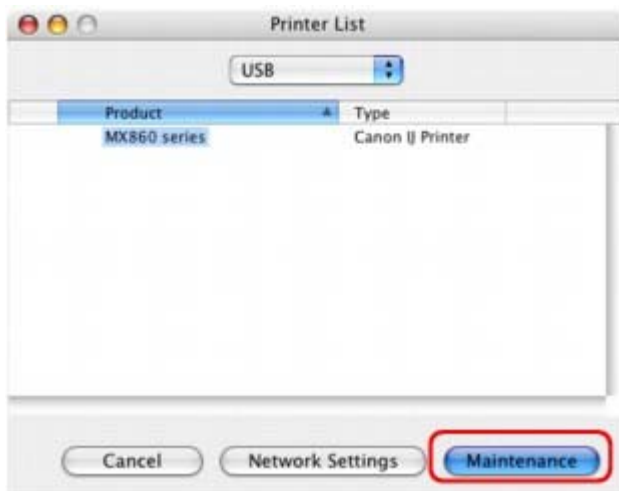 Printer List
USB
Product Type
MX860 series Canon IJ Printer
Cancel Network Settings Maintenance